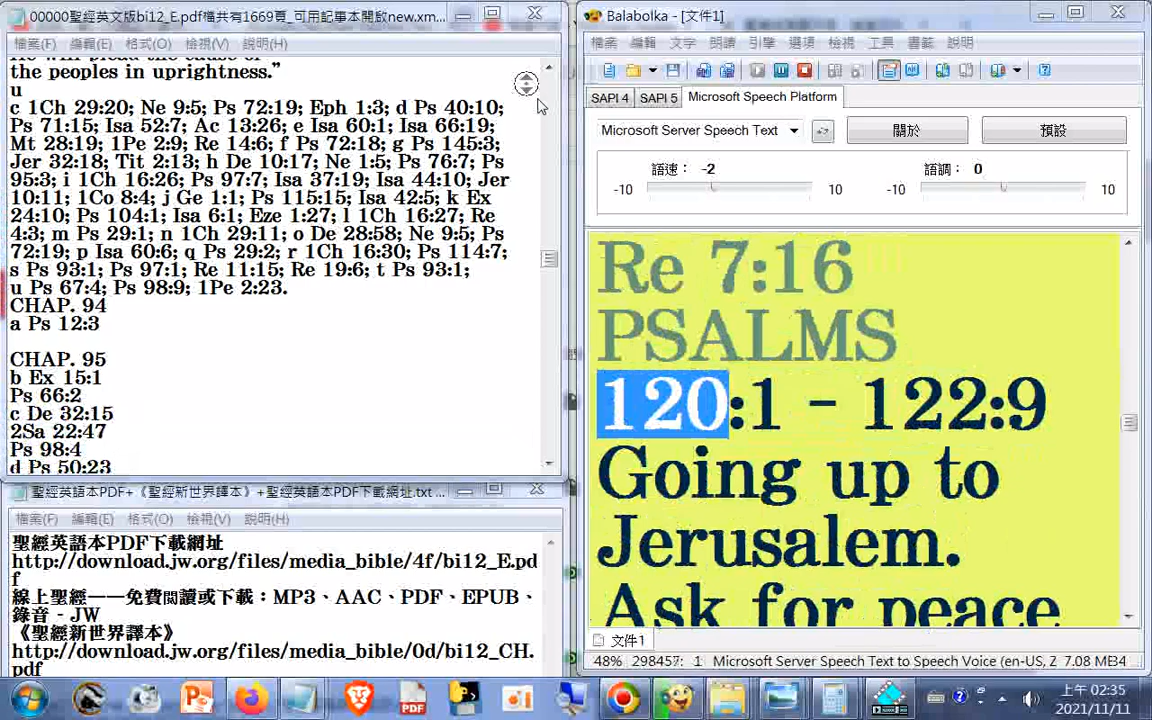 00000聖經英文版bi12_E.pdf檔共有1669頁_可用記事本開啟new.xm...
檔案(F) 編輯(E) 格式(O) 檢視(V) 說明(H)
the peoples in uprightness.”
u
c 1Ch 29:20; Ne 9:5; Ps 72:19; Eph 1:3; d Ps 40:10;
Ps 71:15; Isa 52:7; Ac 13:26; e Isa 60:1; Isa 66:19;
Mt 28:19; 1Pe 2:9; Re 14:6; f Ps 72:18; g Ps 145:3;
Jer 32:18; Tit 2:13; h De 10:17; Ne 1:5; Ps 76:7; Ps
95:3; i 1Ch 16:26; Ps 97:7; Isa 37:19; Isa 44:10; Jer
10:11; 1Co 8:4; j Ge 1:1; Ps 115:15; Isa 42:5; k Ex
24:10; Ps 104:1; Isa 6:1; Eze 1:27; l 1Ch 16:27; Re
4:3; m Ps 29:1; n 1Ch 29:11; o De 28:58; Ne 9:5; Ps
72:19; p Isa 60:6; q Ps 29:2; r 1Ch 16:30; Ps 114:7;
s Ps 93:1; Ps 97:1; Re 11:15; Re 19:6; t Ps 93:1;
u Ps 67:4; Ps 98:9; 1Pe 2:23.
CHAP. 94
a Ps 12:3
CHAP. 95
b Ex 15:1
Ps 66:2
c De 32:15
2Sa 22:47
Ps 98:4
d Ps 50:23
聖經英語本PDF+《聖經新世界譯本》+聖經英語本PDF下載網址.txt ...
檔案(F) 編輯(E) 格式(O) 檢視(V) 說明(H)
聖經英語本PDF下載網址
http://download.jw.org/files/media_bible/4f/bi12_E.pd
f
線上聖經——免費閱讀或下載：MP3、AAC、PDF、EPUB、
錄音 - JW
《聖經新世界譯本》
http://download.jw.org/files/media_bible/0d/bi12_CH.
pdf
Balabolka - [文件1]
檔案 編輯 文字 朗讀 引擎 選項 檢視 工具 書籤 說明
SAPI 4 SAPI 5 Microsoft Speech Platform
Microsoft Server Speech Text 關於 預設
語速： -2 語調： 0
-10 10 -10 10
Re 7:16
PSALMS
120:1 – 122:9
Going up to
Jerusalem.
Ask for peace
文件1
48% 298457: 1 Microsoft Server Speech Text to Speech Voice (en-US, Z 7.08 MB34
上午 02:35
2021/11/11